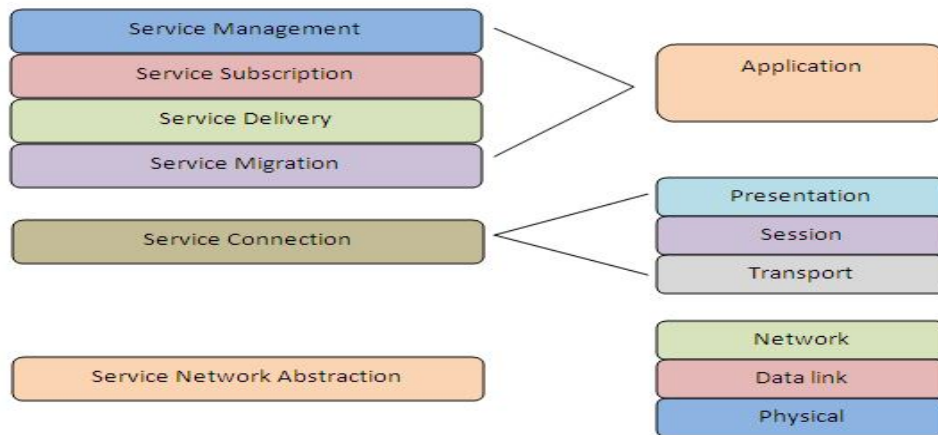 Service Management
Service Subscription
Service Delivery
Service Migration
Service Connection
Service Network Abstraction
Application
Presentation
Session
Transport
Network
Data link
Physical